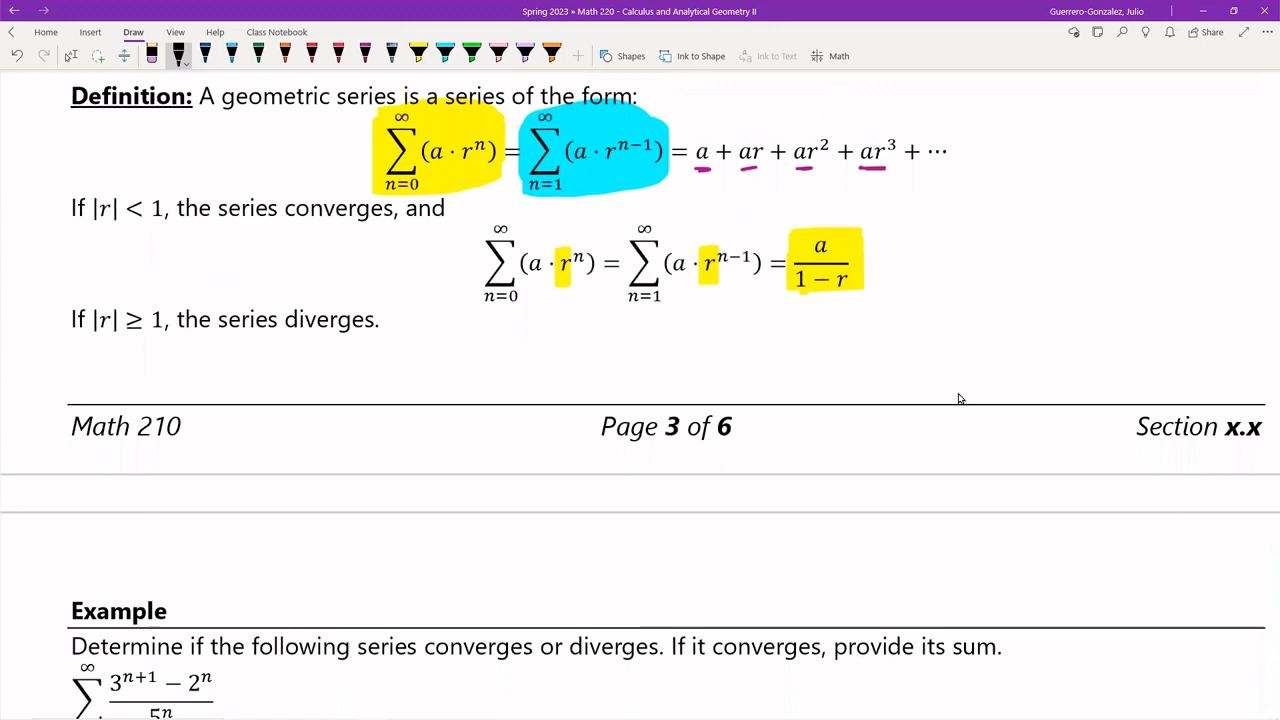 Spring 2023 » Math 220 - Calculus and Analytical Geometry II
Guerrero-Gonzalez, Julio
Home Insert Draw View Help Class Notebook
Share
Shapes Ink to Shape Ink to Text Math
Definition: A geometric series is a series of the form:
∑_{n=0}^{∞} (a · r^n) = ∑_{n=1}^{∞} (a · r^{n−1}) = a + ar + ar² + ar³ + ⋯
If |r| < 1, the series converges, and
∑_{n=0}^{∞} (a · r^n) = ∑_{n=1}^{∞} (a · r^{n−1}) = a / (1 − r)
If |r| ≥ 1, the series diverges.
Math 210 Page 3 of 6 Section x.x
Example
Determine if the following series converges or diverges. If it converges, provide its sum.
∑^{∞} (3^{n+1} − 2^n) / 5^n